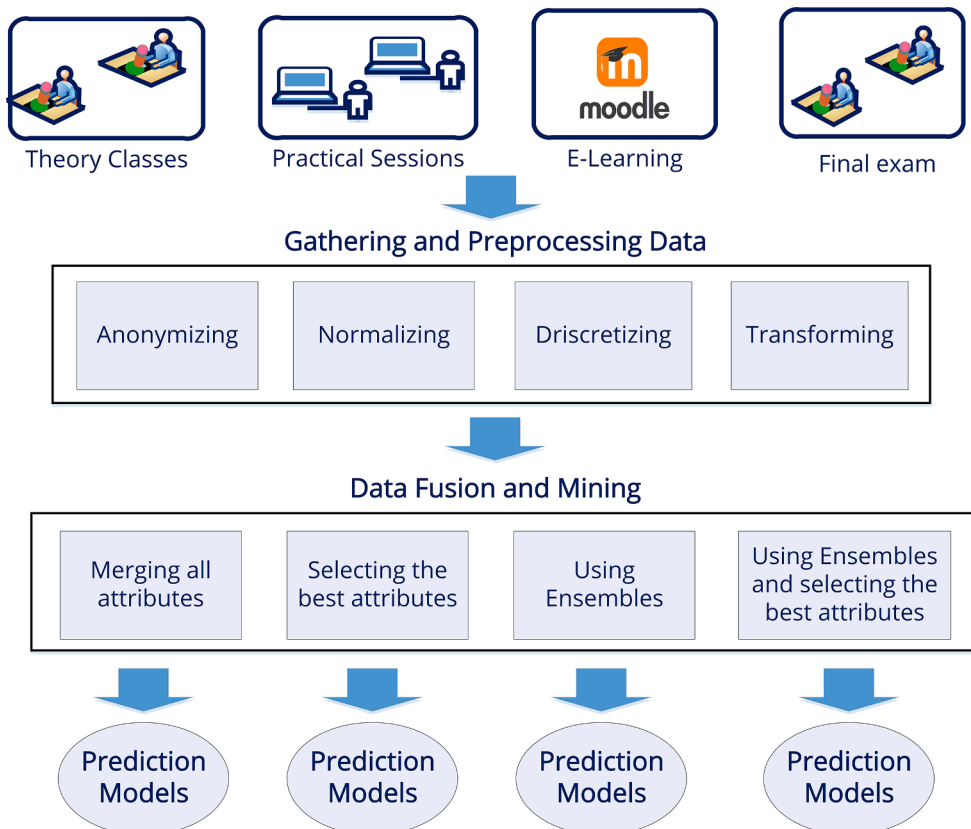 moodle
Theory Classes
Practical Sessions
E-Learning
Final exam
Gathering and Preprocessing Data
Anonymizing
Normalizing
Driscretizing
Transforming
Data Fusion and Mining
Merging all
attributes
Selecting the
best attributes
Using
Ensembles
Using Ensembles
and selecting the
best attributes
Prediction
Models
Prediction
Models
Prediction
Models
Prediction
Models